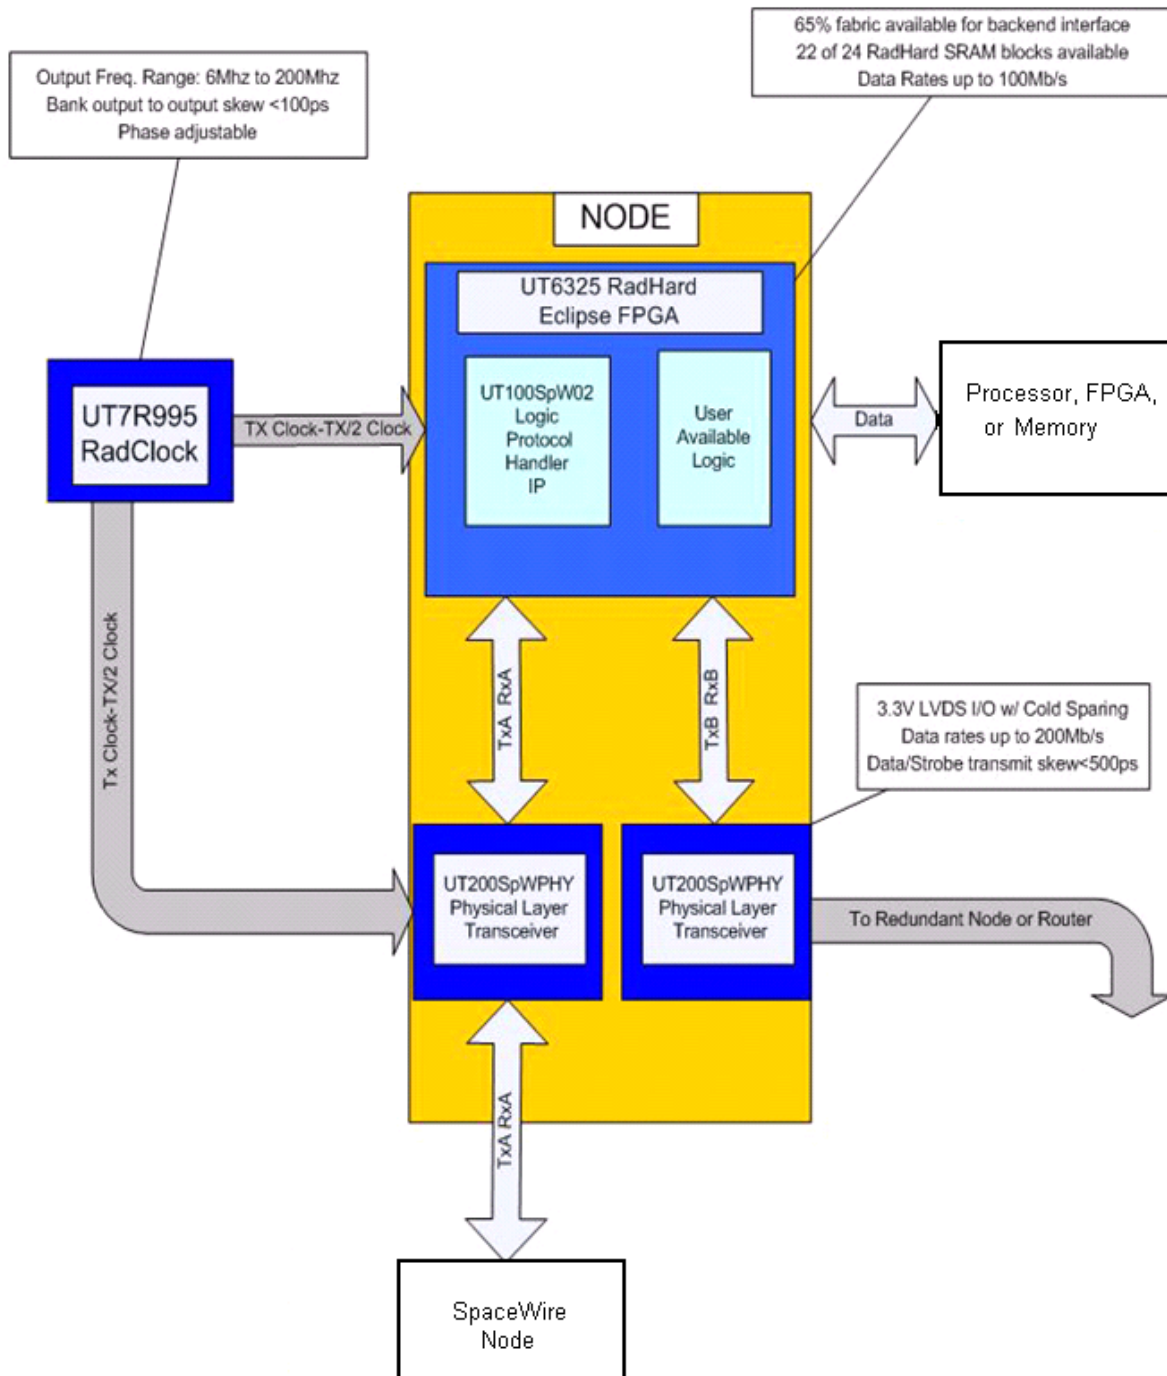 65% fabric available for backend interface
22 of 24 RadHard SRAM blocks available
Data Rates up to 100Mb/s
Output Freq. Range: 6Mhz to 200Mhz
Bank output to output skew <100ps
Phase adjustable
NODE
UT6325 RadHard
Eclipse FPGA
UT7R995
RadClock
TX Clock-TX/2 Clock
UT100SpW02
Logic
Protocol
Handler
IP
User
Available
Logic
Data
Processor, FPGA,
or Memory
Tx Clock-TX/2 Clock
TxA RxA
TxB RxB
3.3V LVDS I/O w/ Cold Sparing
Data rates up to 200Mb/s
Data/Strobe transmit skew<500ps
UT200SpWPHY
Physical Layer
Transceiver
UT200SpWPHY
Physical Layer
Transceiver
To Redundant Node or Router
TxA RxA
SpaceWire
Node